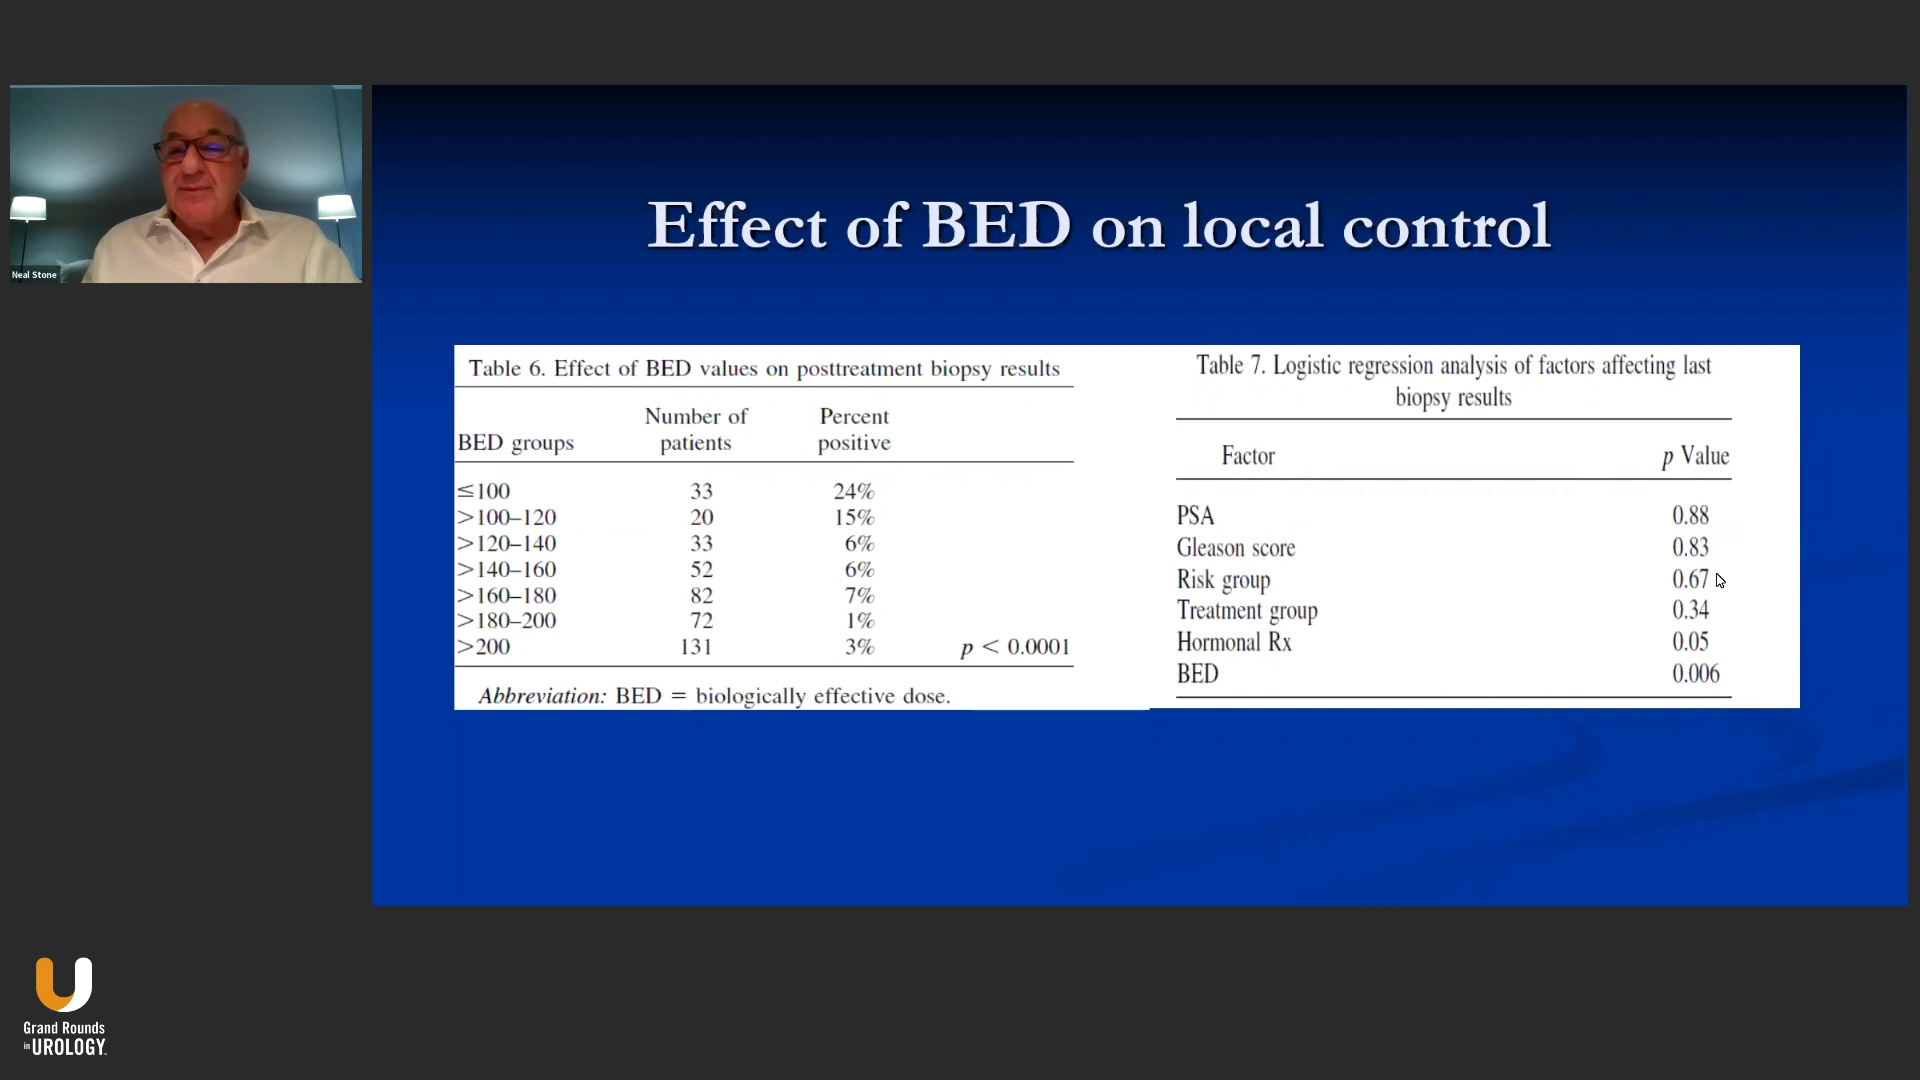 Neal Stone
Effect of BED on local control
Table 6. Effect of BED values on posttreatment biopsy results
BED groups Number of patients Percent positive
≤100 33 24%
>100–120 20 15%
>120–140 33 6%
>140–160 52 6%
>160–180 82 7%
>180–200 72 1%
>200 131 3% p < 0.0001
Abbreviation: BED = biologically effective dose.
Table 7. Logistic regression analysis of factors affecting last
biopsy results
Factor p Value
PSA 0.88
Gleason score 0.83
Risk group 0.67
Treatment group 0.34
Hormonal Rx 0.05
BED 0.006
Grand Rounds
in UROLOGY